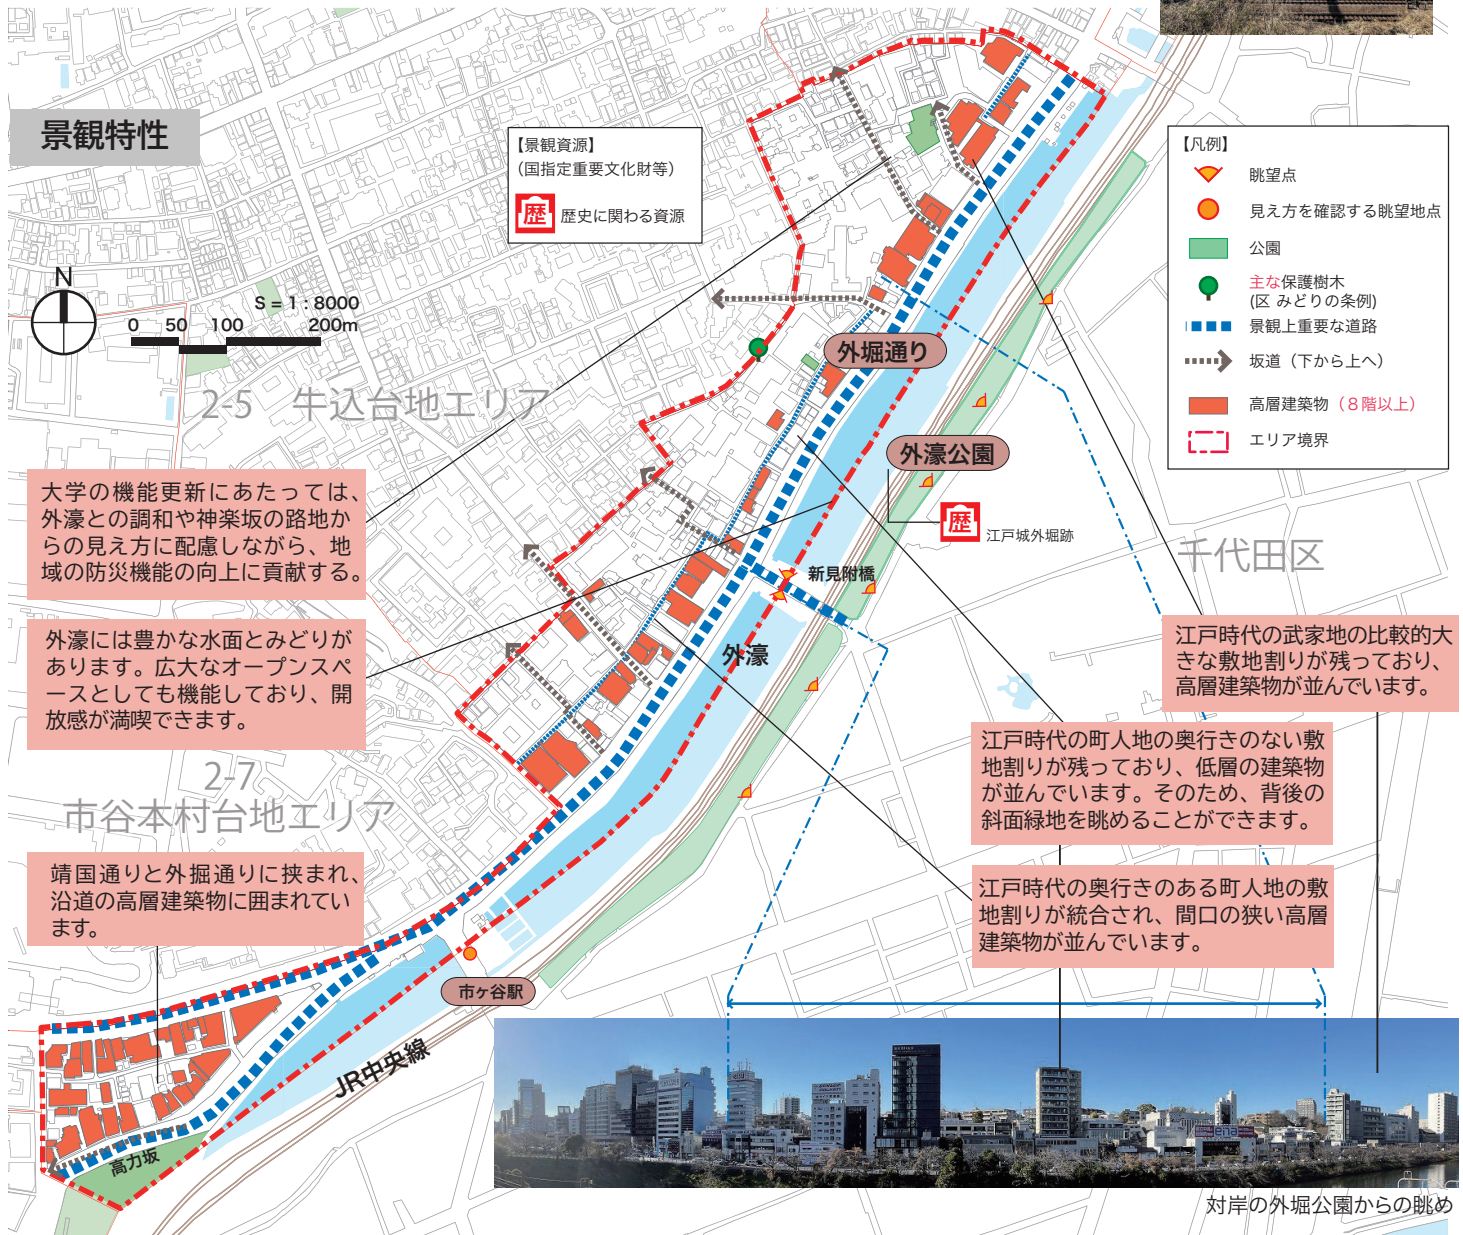 景観特性
【景観資源】
(国指定重要文化財等)
歴
歴史に関わる資源
【凡例】
眺望点
見え方を確認する眺望地点
公園
主な保護樹木
(区 みどりの条例)
景観上重要な道路
坂道（下から上へ）
高層建築物（８階以上）
エリア境界
N
S = 1 : 8000
0 50 100 200m
2-5 牛込台地エリア
外堀通り
外濠公園
歴
江戸城外堀跡
千代田区
新見附橋
外濠
大学の機能更新にあたっては、
外濠との調和や神楽坂の路地か
らの見え方に配慮しながら、地
域の防災機能の向上に貢献する。
外濠には豊かな水面とみどりが
あります。広大なオープンスペ
ースとしても機能しており、開
放感が満喫できます。
2-7
市谷本村台地エリア
靖国通りと外掘通りに挟まれ、
沿道の高層建築物に囲まれてい
ます。
江戸時代の武家地の比較的大
きな敷地割りが残っており、
高層建築物が並んでいます。
江戸時代の町人地の奥行きのない敷
地割りが残っており、低層の建築物
が並んでいます。そのため、背後の
斜面緑地を眺めることができます。
江戸時代の奥行きのある町人地の敷
地割りが統合され、間口の狭い高層
建築物が並んでいます。
市ヶ谷駅
JR中央線
高力坂
ena
対岸の外堀公園からの眺め